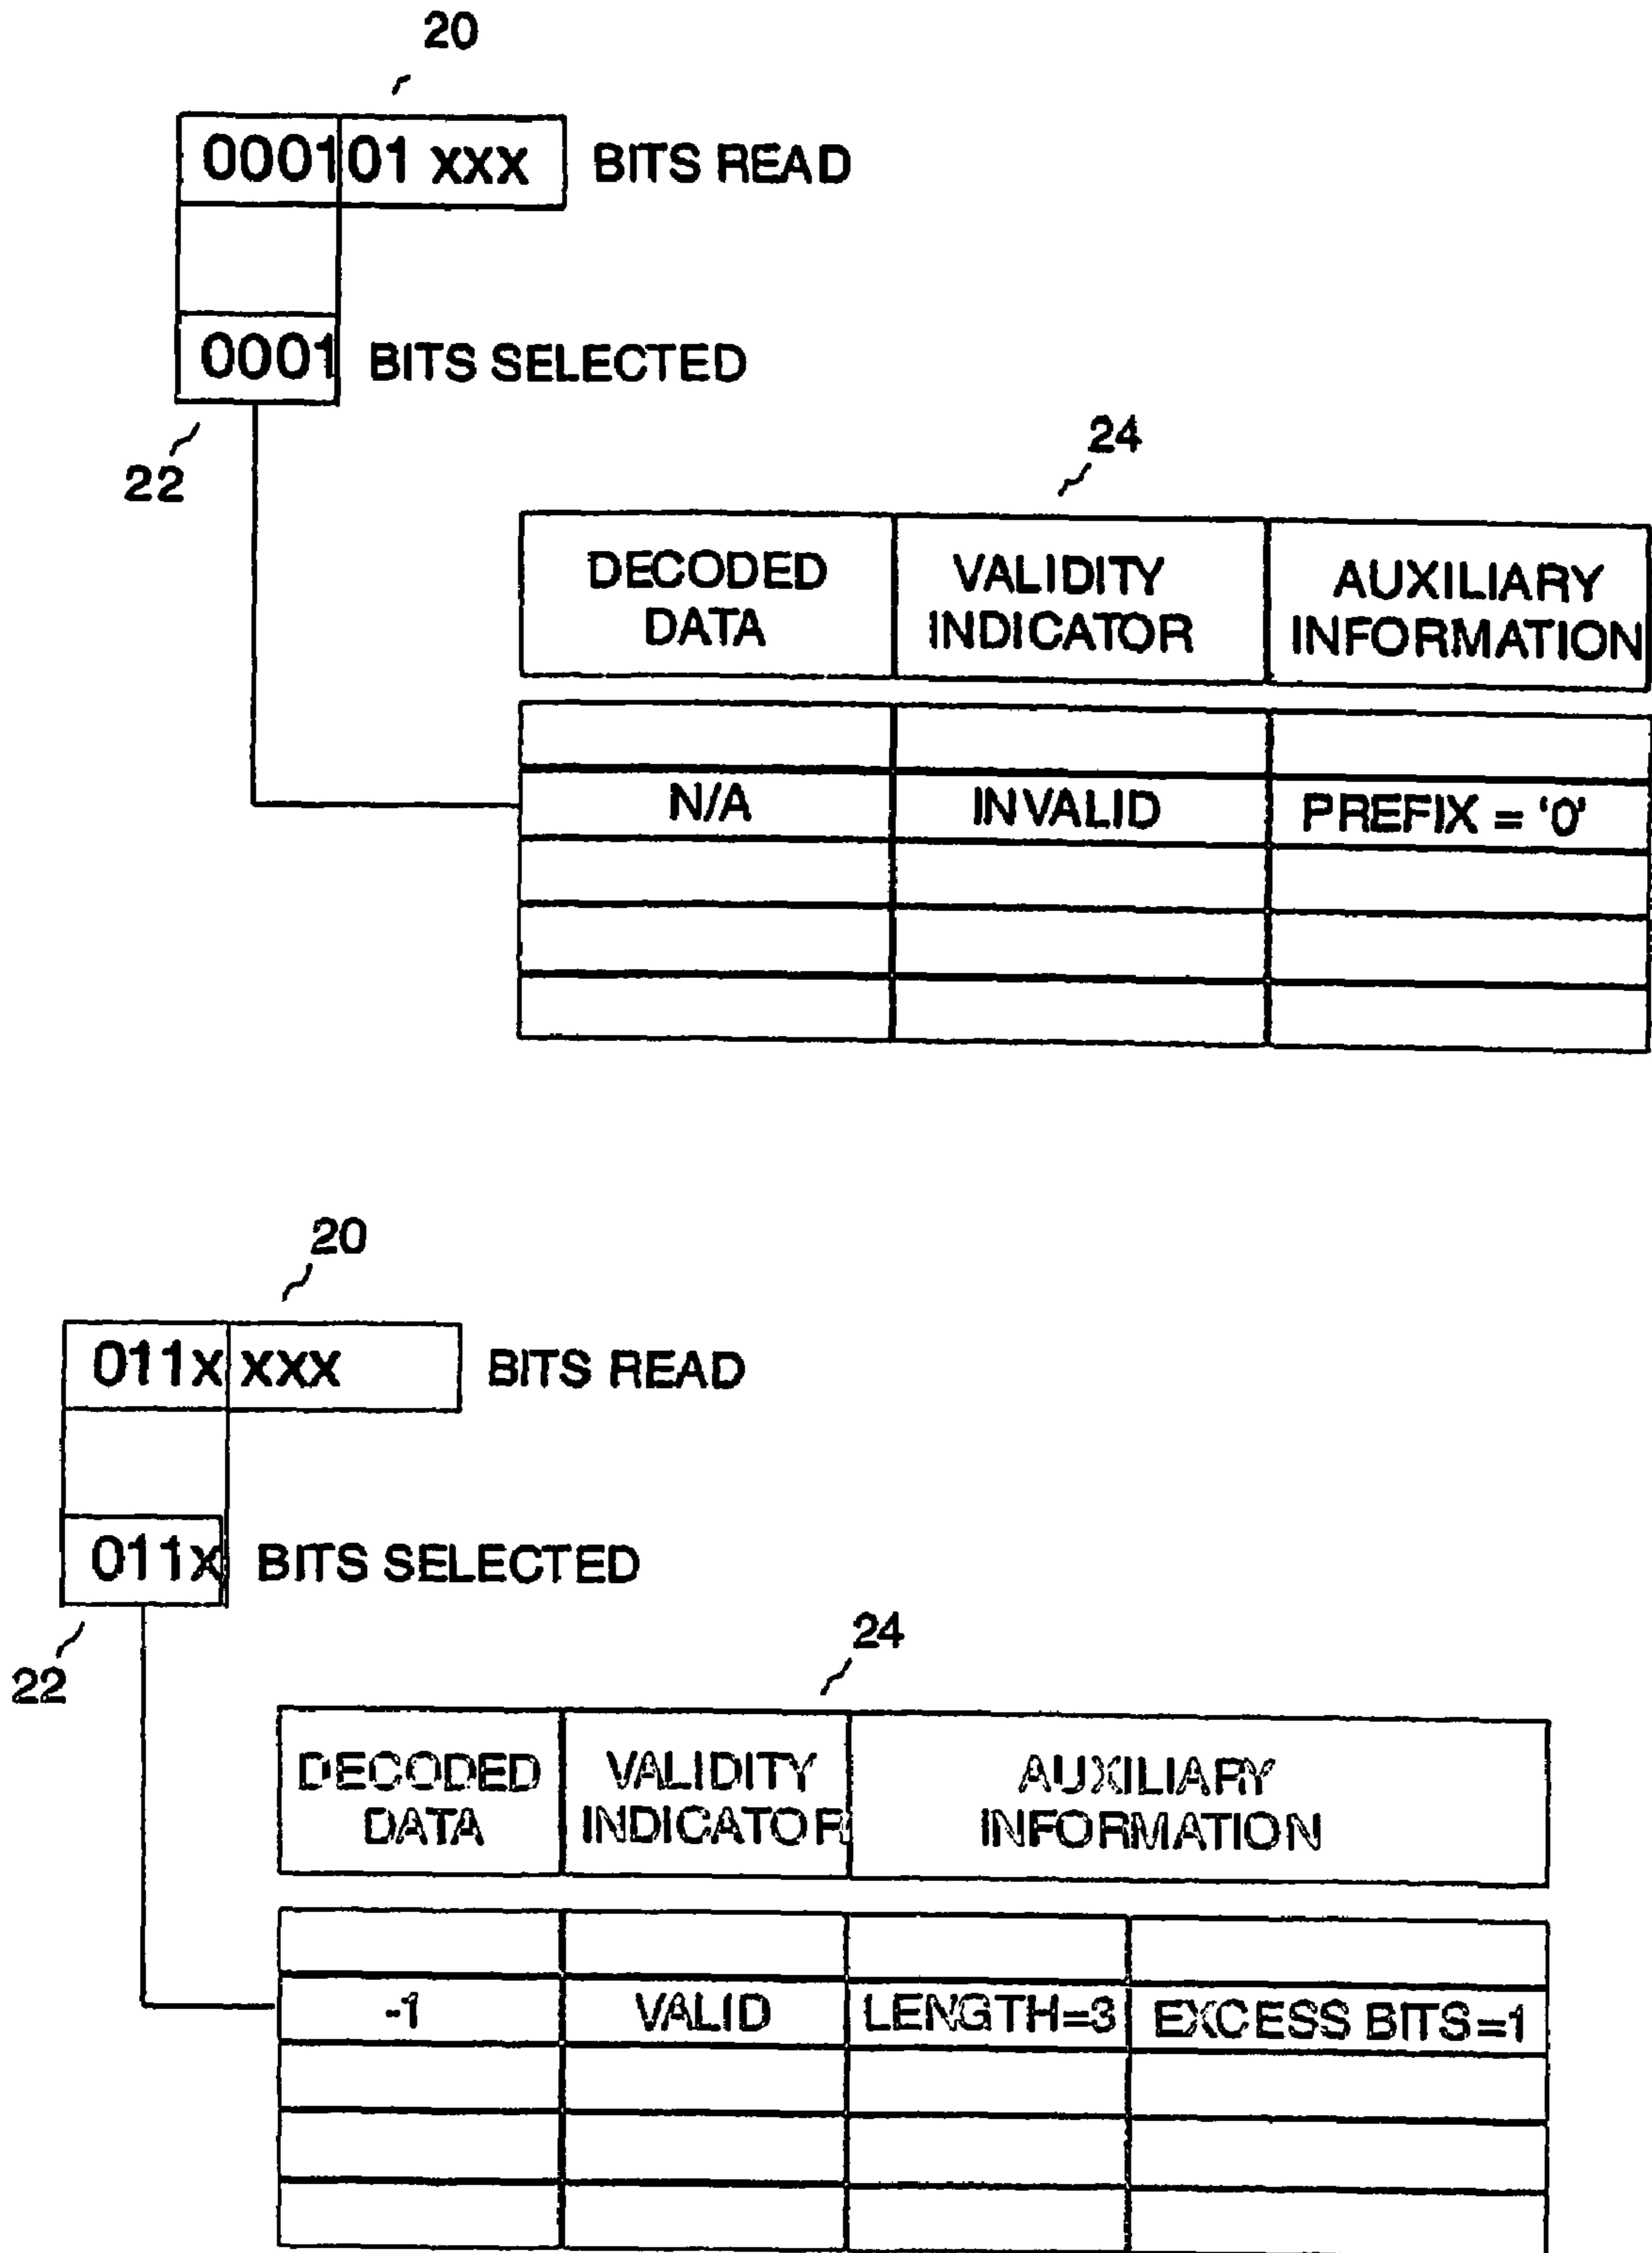 20
000101 xxx BITS READ
0001 BITS SELECTED
22
24
DECODED DATA VALIDITY INDICATOR AUXILIARY INFORMATION
N/A INVALID PREFIX = '0'
20
011x xxx BITS READ
011x BITS SELECTED
22
24
DECODED DATA VALIDITY INDICATOR AUXILIARY INFORMATION
-1 VALID LENGTH=3 EXCESS BITS=1